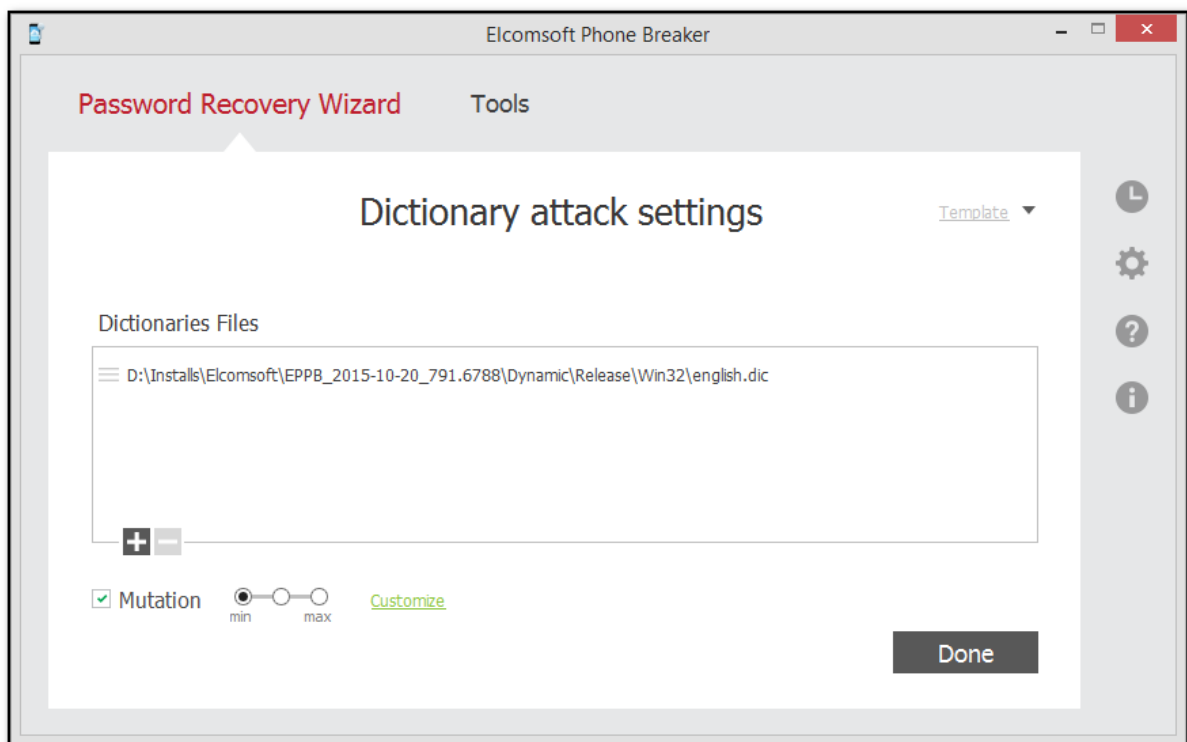 Elcomsoft Phone Breaker
Password Recovery Wizard Tools
Dictionary attack settings
Template
Dictionaries Files
D:\Installs\Elcomsoft\EPPB_2015-10-20_791.6788\Dynamic\Release\Win32\english.dic
Mutation
min max
Customize
Done